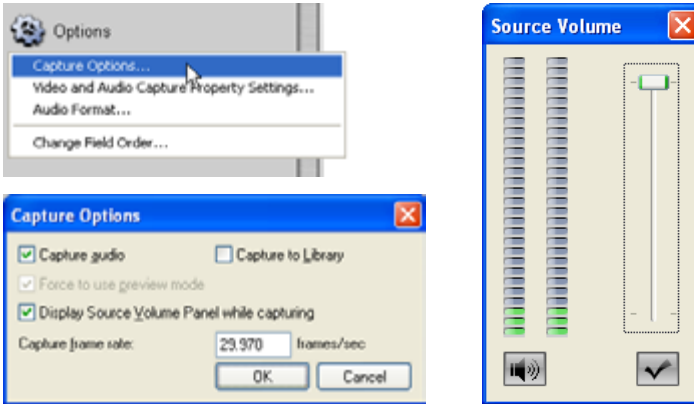 Options
Capture Options...
Video and Audio Capture Property Settings...
Audio Format...
Change Field Order...
Capture Options
Capture audio
Capture to Library
Force to use preview mode
Display Source Volume Panel while capturing
Capture frame rate: 29.970 frames/sec
OK Cancel
Source Volume